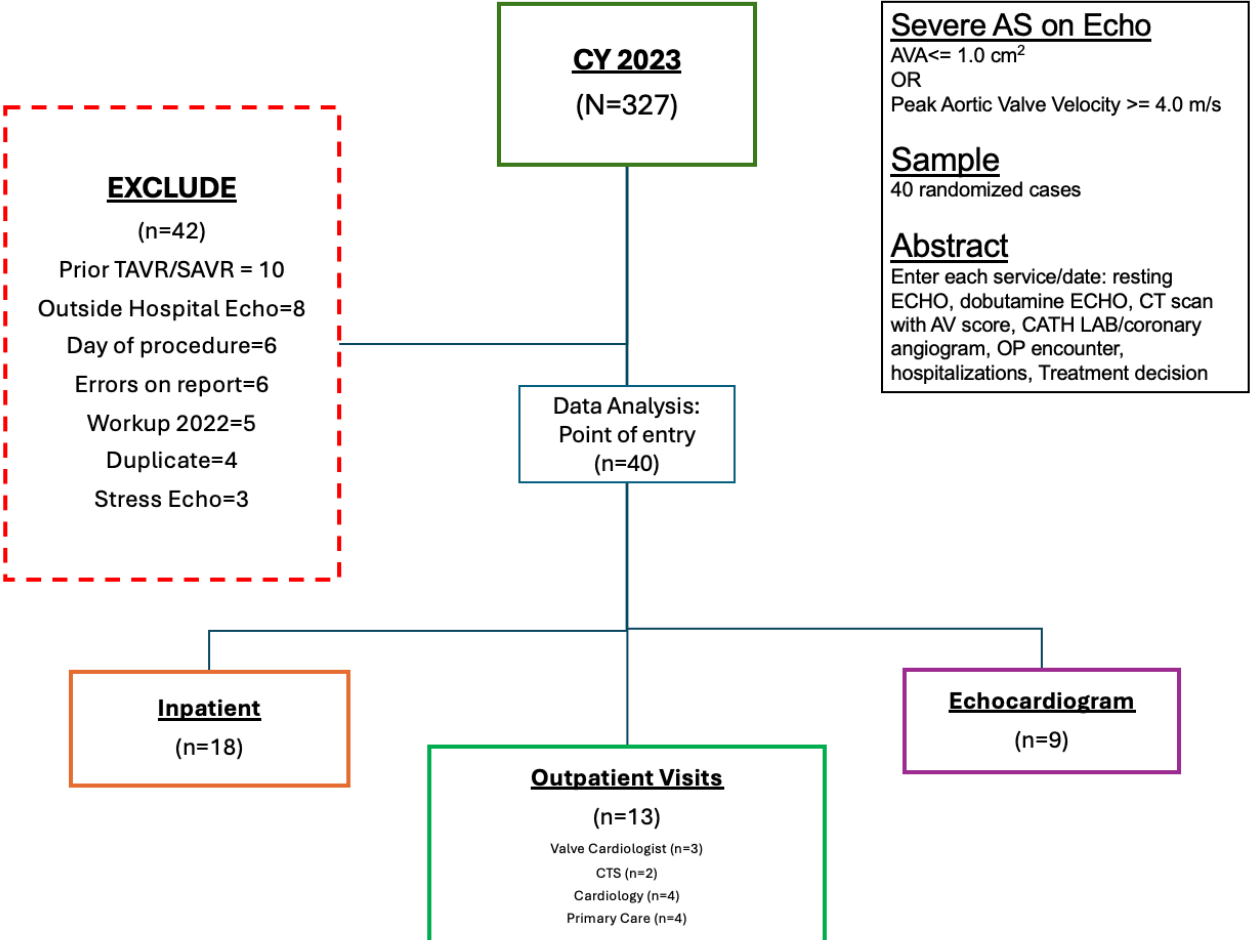 CY 2023
(N=327)
Severe AS on Echo
AVA<= 1.0 cm²
OR
Peak Aortic Valve Velocity >= 4.0 m/s
Sample
40 randomized cases
Abstract
Enter each service/date: resting
ECHO, dobutamine ECHO, CT scan
with AV score, CATH LAB/coronary
angiogram, OP encounter,
hospitalizations, Treatment decision
EXCLUDE
(n=42)
Prior TAVR/SAVR = 10
Outside Hospital Echo=8
Day of procedure=6
Errors on report=6
Workup 2022=5
Duplicate=4
Stress Echo=3
Data Analysis:
Point of entry
(n=40)
Inpatient
(n=18)
Outpatient Visits
(n=13)
Valve Cardiologist (n=3)
CTS (n=2)
Cardiology (n=4)
Primary Care (n=4)
Echocardiogram
(n=9)